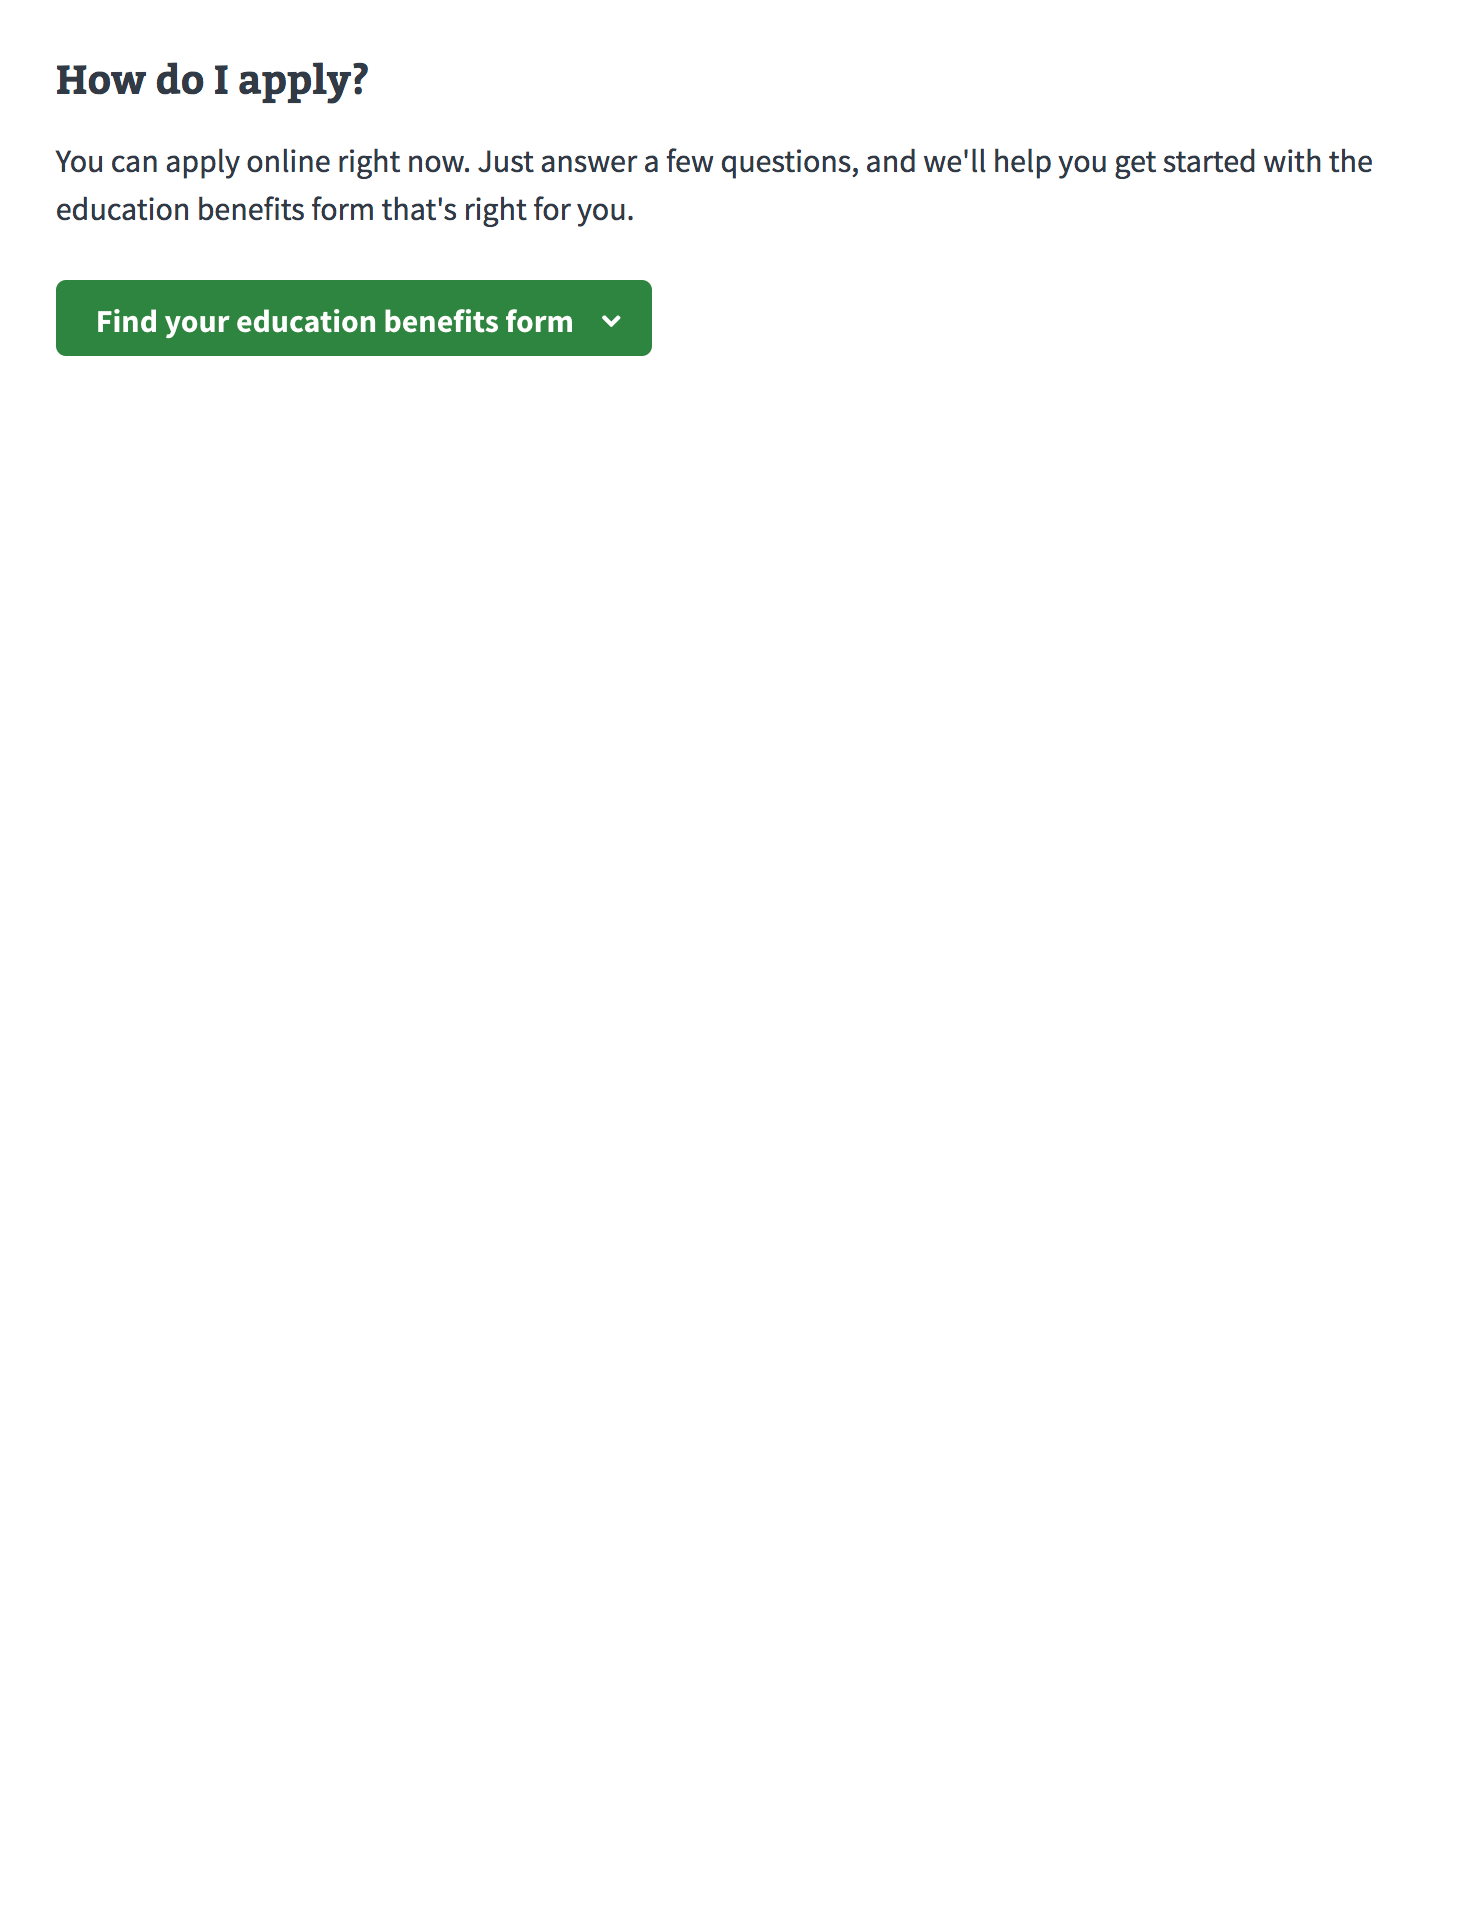 How do I apply?
You can apply online right now. Just answer a few questions, and we'll help you get started with the
education benefits form that's right for you.
Find your education benefits form